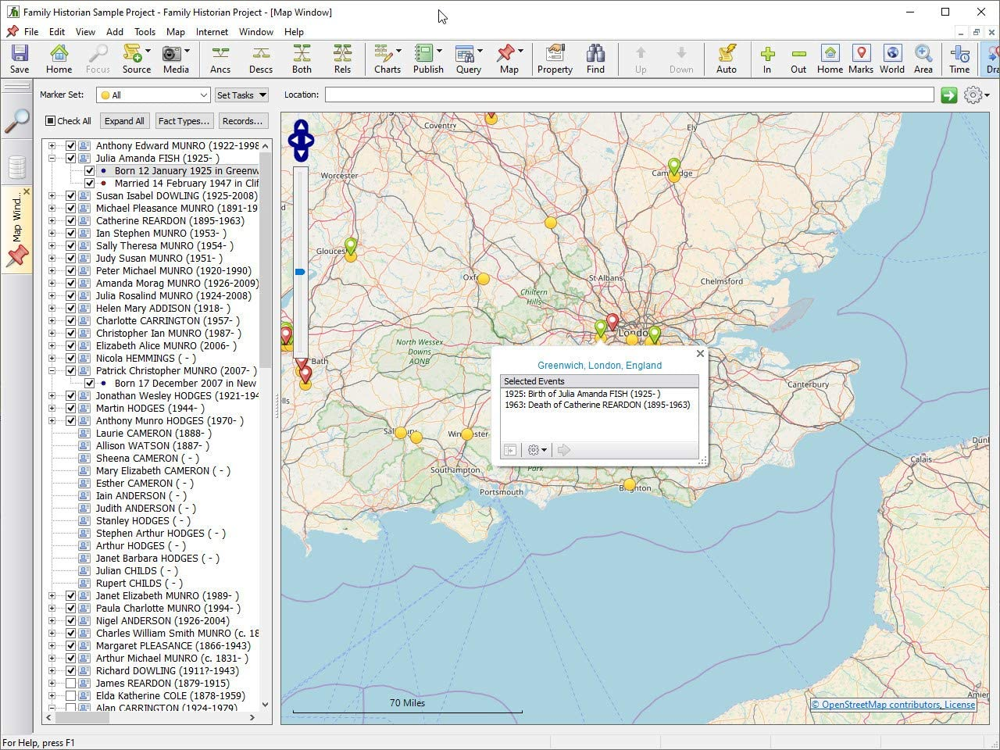 Family Historian Sample Project - Family Historian Project - [Map Window]
File Edit View Add Tools Map Internet Window Help
Save Home Focus Source Media Ancs Descs Both Rels Charts Publish Query Map Property Find Up Down Auto In Out Home Marks World Area Time Dra
Marker Set: All Set Tasks Location:
Check All Expand All Fact Types... Records...
Map Wind...
Anthony Edward MUNRO (1922-1998
Julia Amanda FISH (1925- )
Born 12 January 1925 in Greenw
Married 14 February 1947 in Clif
Susan Isabel DOWLING (1925-2008)
Michael Pleasance MUNRO (1891-19
Catherine REARDON (1895-1963)
Ian Stephen MUNRO (1953- )
Sally Theresa MUNRO (1954- )
Judy Susan MUNRO (1951- )
Peter Michael MUNRO (1920-1990)
Amanda Morag MUNRO (1926-2009)
Julia Rosalind MUNRO (1924-2008)
Helen Mary ADDISON (1918- )
Charlotte CARRINGTON (1957- )
Christopher Ian MUNRO (1987- )
Elizabeth Alice MUNRO (2006- )
Nicola HEMMINGS ( - )
Patrick Christopher MUNRO (2007- )
Born 17 December 2007 in New
Jonathan Wesley HODGES (1921-194
Martin HODGES (1944- )
Anthony Munro HODGES (1970- )
Laurie CAMERON (1888- )
Allison WATSON (1887- )
Sheena CAMERON ( - )
Mary Elizabeth CAMERON ( - )
Esther CAMERON ( - )
Iain ANDERSON ( - )
Judith ANDERSON ( - )
Stanley HODGES ( - )
Stephen Arthur HODGES ( - )
Arthur HODGES ( - )
Janet Barbara HODGES ( - )
Julian CHILDS ( - )
Rupert CHILDS ( - )
Janet Elizabeth MUNRO (1989- )
Paula Charlotte MUNRO (1994- )
Nigel ANDERSON (1926-2004)
Charles William Smith MUNRO (c. 18
Margaret PLEASANCE (1866-1943)
Arthur Michael MUNRO (c. 1831- )
Richard DOWLING (1911?-1943)
James REARDON (1879-1915)
Elda Katherine COLE (1878-1959)
Alan CARRINGTON (1924-1979)
Coventry
Ely
Worcester
Glouces
Oxf
St Albans
Chelmsford
Chiltern
Hills
North Wessex
Downs
AONB
Bath
lls
Greenwich, London, England
Selected Events
1925: Birth of Julia Amanda FISH (1925- )
1963: Death of Catherine REARDON (1895-1963)
Canterbury
Calais
Southampton
Park
Portsmouth
Amier
70 Miles
© OpenStreetMap contributors, License
For Help, press F1